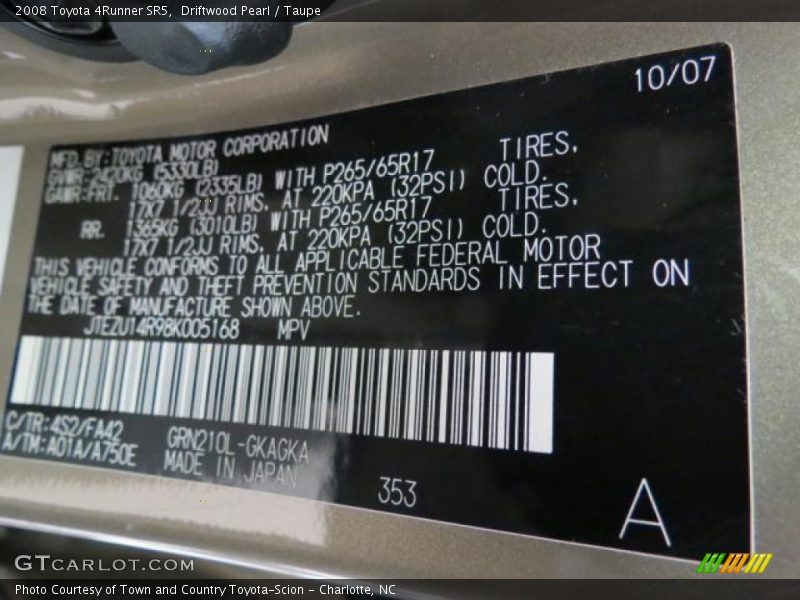 2008 Toyota 4Runner SR5, Driftwood Pearl / Taupe
10/07
MFD. BY: TOYOTA MOTOR CORPORATION
GVWR: 2420KG (5330LB)
GAWR: FRT. 1060KG (2335LB) WITH P265/65R17 TIRES,
17X7 1/2JJ RIMS, AT 220KPA (32PSI) COLD.
RR. 1365KG (3010LB) WITH P265/65R17 TIRES,
17X7 1/2JJ RIMS, AT 220KPA (32PSI) COLD.
THIS VEHICLE CONFORMS TO ALL APPLICABLE FEDERAL MOTOR
VEHICLE SAFETY AND THEFT PREVENTION STANDARDS IN EFFECT ON
THE DATE OF MANUFACTURE SHOWN ABOVE.
JTEZU14R98K005168 MPV
C/TR: 4S2/FA42 GRN210L-GKAGKA
A/TM: A01A/A750E MADE IN JAPAN
353
A
GTCARLOT.COM
Photo Courtesy of Town and Country Toyota-Scion - Charlotte, NC